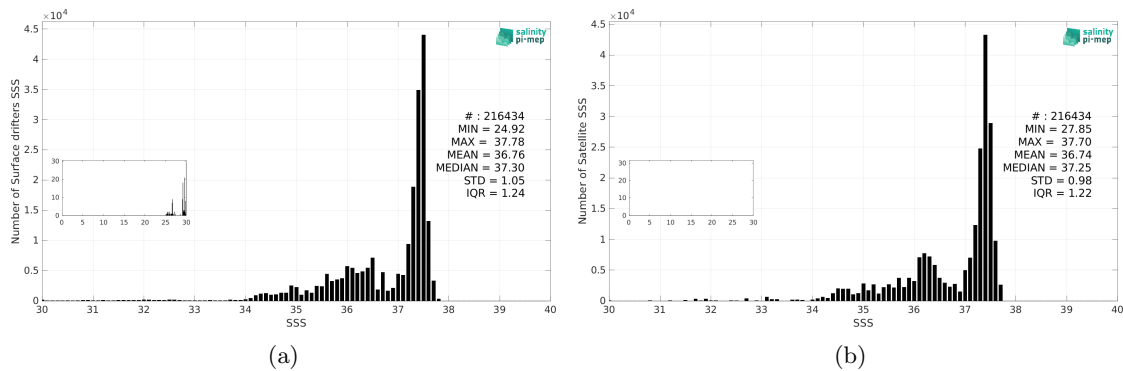 ×10⁴
4.5
4
3.5
3
2.5
2
1.5
1
0.5
0
Number of Surface drifters SSS
30 31 32 33 34 35 36 37 38 39 40
SSS
salinity
pi-mep
# : 216434
MIN = 24.92
MAX = 37.78
MEAN = 36.76
MEDIAN = 37.30
STD = 1.05
IQR = 1.24
30
20
10
0
0 5 10 15 20 25 30
(a)
×10⁴
4.5
4
3.5
3
2.5
2
1.5
1
0.5
0
Number of Satellite SSS
30 31 32 33 34 35 36 37 38 39 40
SSS
salinity
pi-mep
# : 216434
MIN = 27.85
MAX = 37.70
MEAN = 36.74
MEDIAN = 37.25
STD = 0.98
IQR = 1.22
30
20
10
0
0 5 10 15 20 25 30
(b)